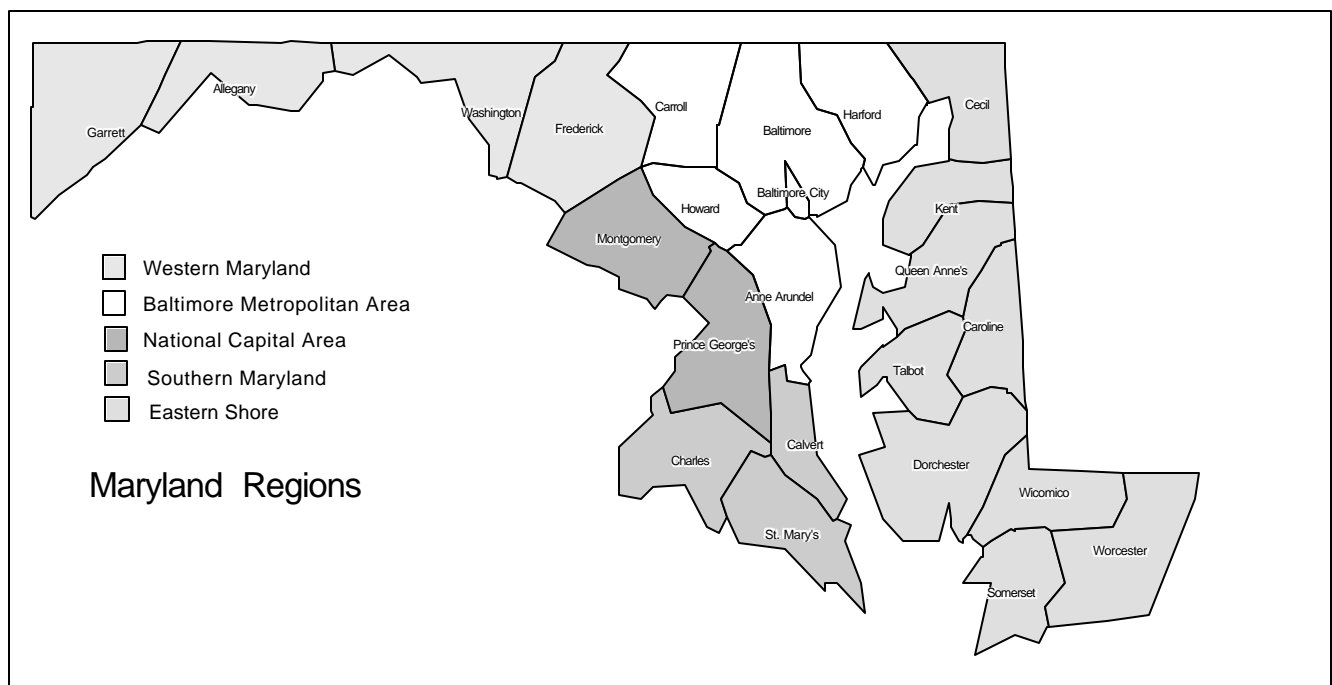 Allegany
Garrett
Washington
Frederick
Carroll
Baltimore
Harford
Cecil
Baltimore City
Howard
Kent
Montgomery
Queen Anne's
Anne Arundel
Prince George's
Caroline
Talbot
Calvert
Charles
Dorchester
Wicomico
St. Mary's
Worcester
Somerset
Western Maryland
Baltimore Metropolitan Area
National Capital Area
Southern Maryland
Eastern Shore
Maryland Regions